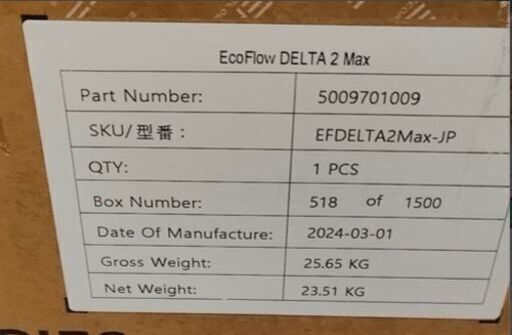 EcoFlow DELTA 2 Max
Part Number: 5009701009
SKU/型番: EFDELTA2Max-JP
QTY: 1 PCS
Box Number: 518 of 1500
Date Of Manufacture: 2024-03-01
Gross Weight: 25.65 KG
Net Weight: 23.51 KG